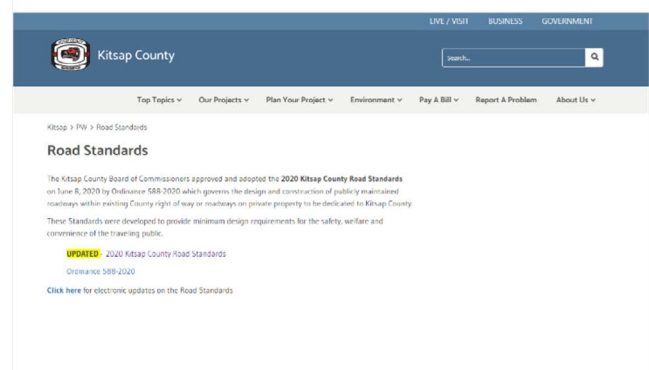 LIVE / VISIT BUSINESS GOVERNMENT
Kitsap County
Search...
Top Topics Our Projects Plan Your Project Environment Pay A Bill Report A Problem About Us
Kitsap > PW > Road Standards
Road Standards
The Kitsap County Board of Commissioners approved and adopted the 2020 Kitsap County Road Standards
on June 8, 2020 by Ordinance 588-2020 which governs the design and construction of publicly maintained
roadways within existing County right of way or roadways on private property to be dedicated to Kitsap County.
These Standards were developed to provide minimum design requirements for the safety, welfare and
convenience of the traveling public.
UPDATED - 2020 Kitsap County Road Standards
Ordinance 588-2020
Click here for electronic updates on the Road Standards